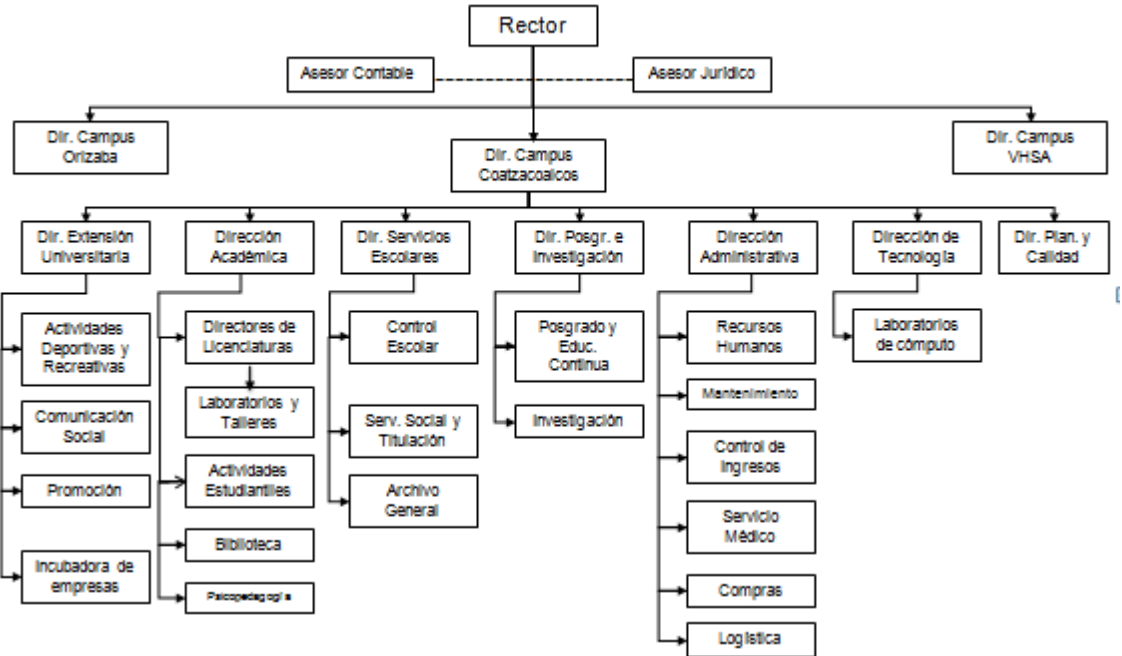 Rector
Asesor Contable
Asesor Jurídico
Dir. Campus
Orizaba
Dir. Campus
Coatzacoalcos
Dir. Campus
VHSA
Dir. Extensión
Universitaria
Dirección
Académica
Dir. Servicios
Escolares
Dir. Posgr. e
Investigación
Dirección
Administrativa
Dirección de
Tecnología
Dir. Plan. y
Calidad
Actividades
Deportivas y
Recreativas
Comunicación
Social
Promoción
Incubadora de
empresas
Directores de
Licenciaturas
Laboratorios y
Talleres
Actividades
Estudiantiles
Biblioteca
Psicopedagogía
Control
Escolar
Serv. Social y
Titulación
Archivo
General
Posgrado y
Educ.
Continua
Investigación
Recursos
Humanos
Mantenimiento
Control de
Ingresos
Servicio
Médico
Compras
Logística
Laboratorios
de cómputo